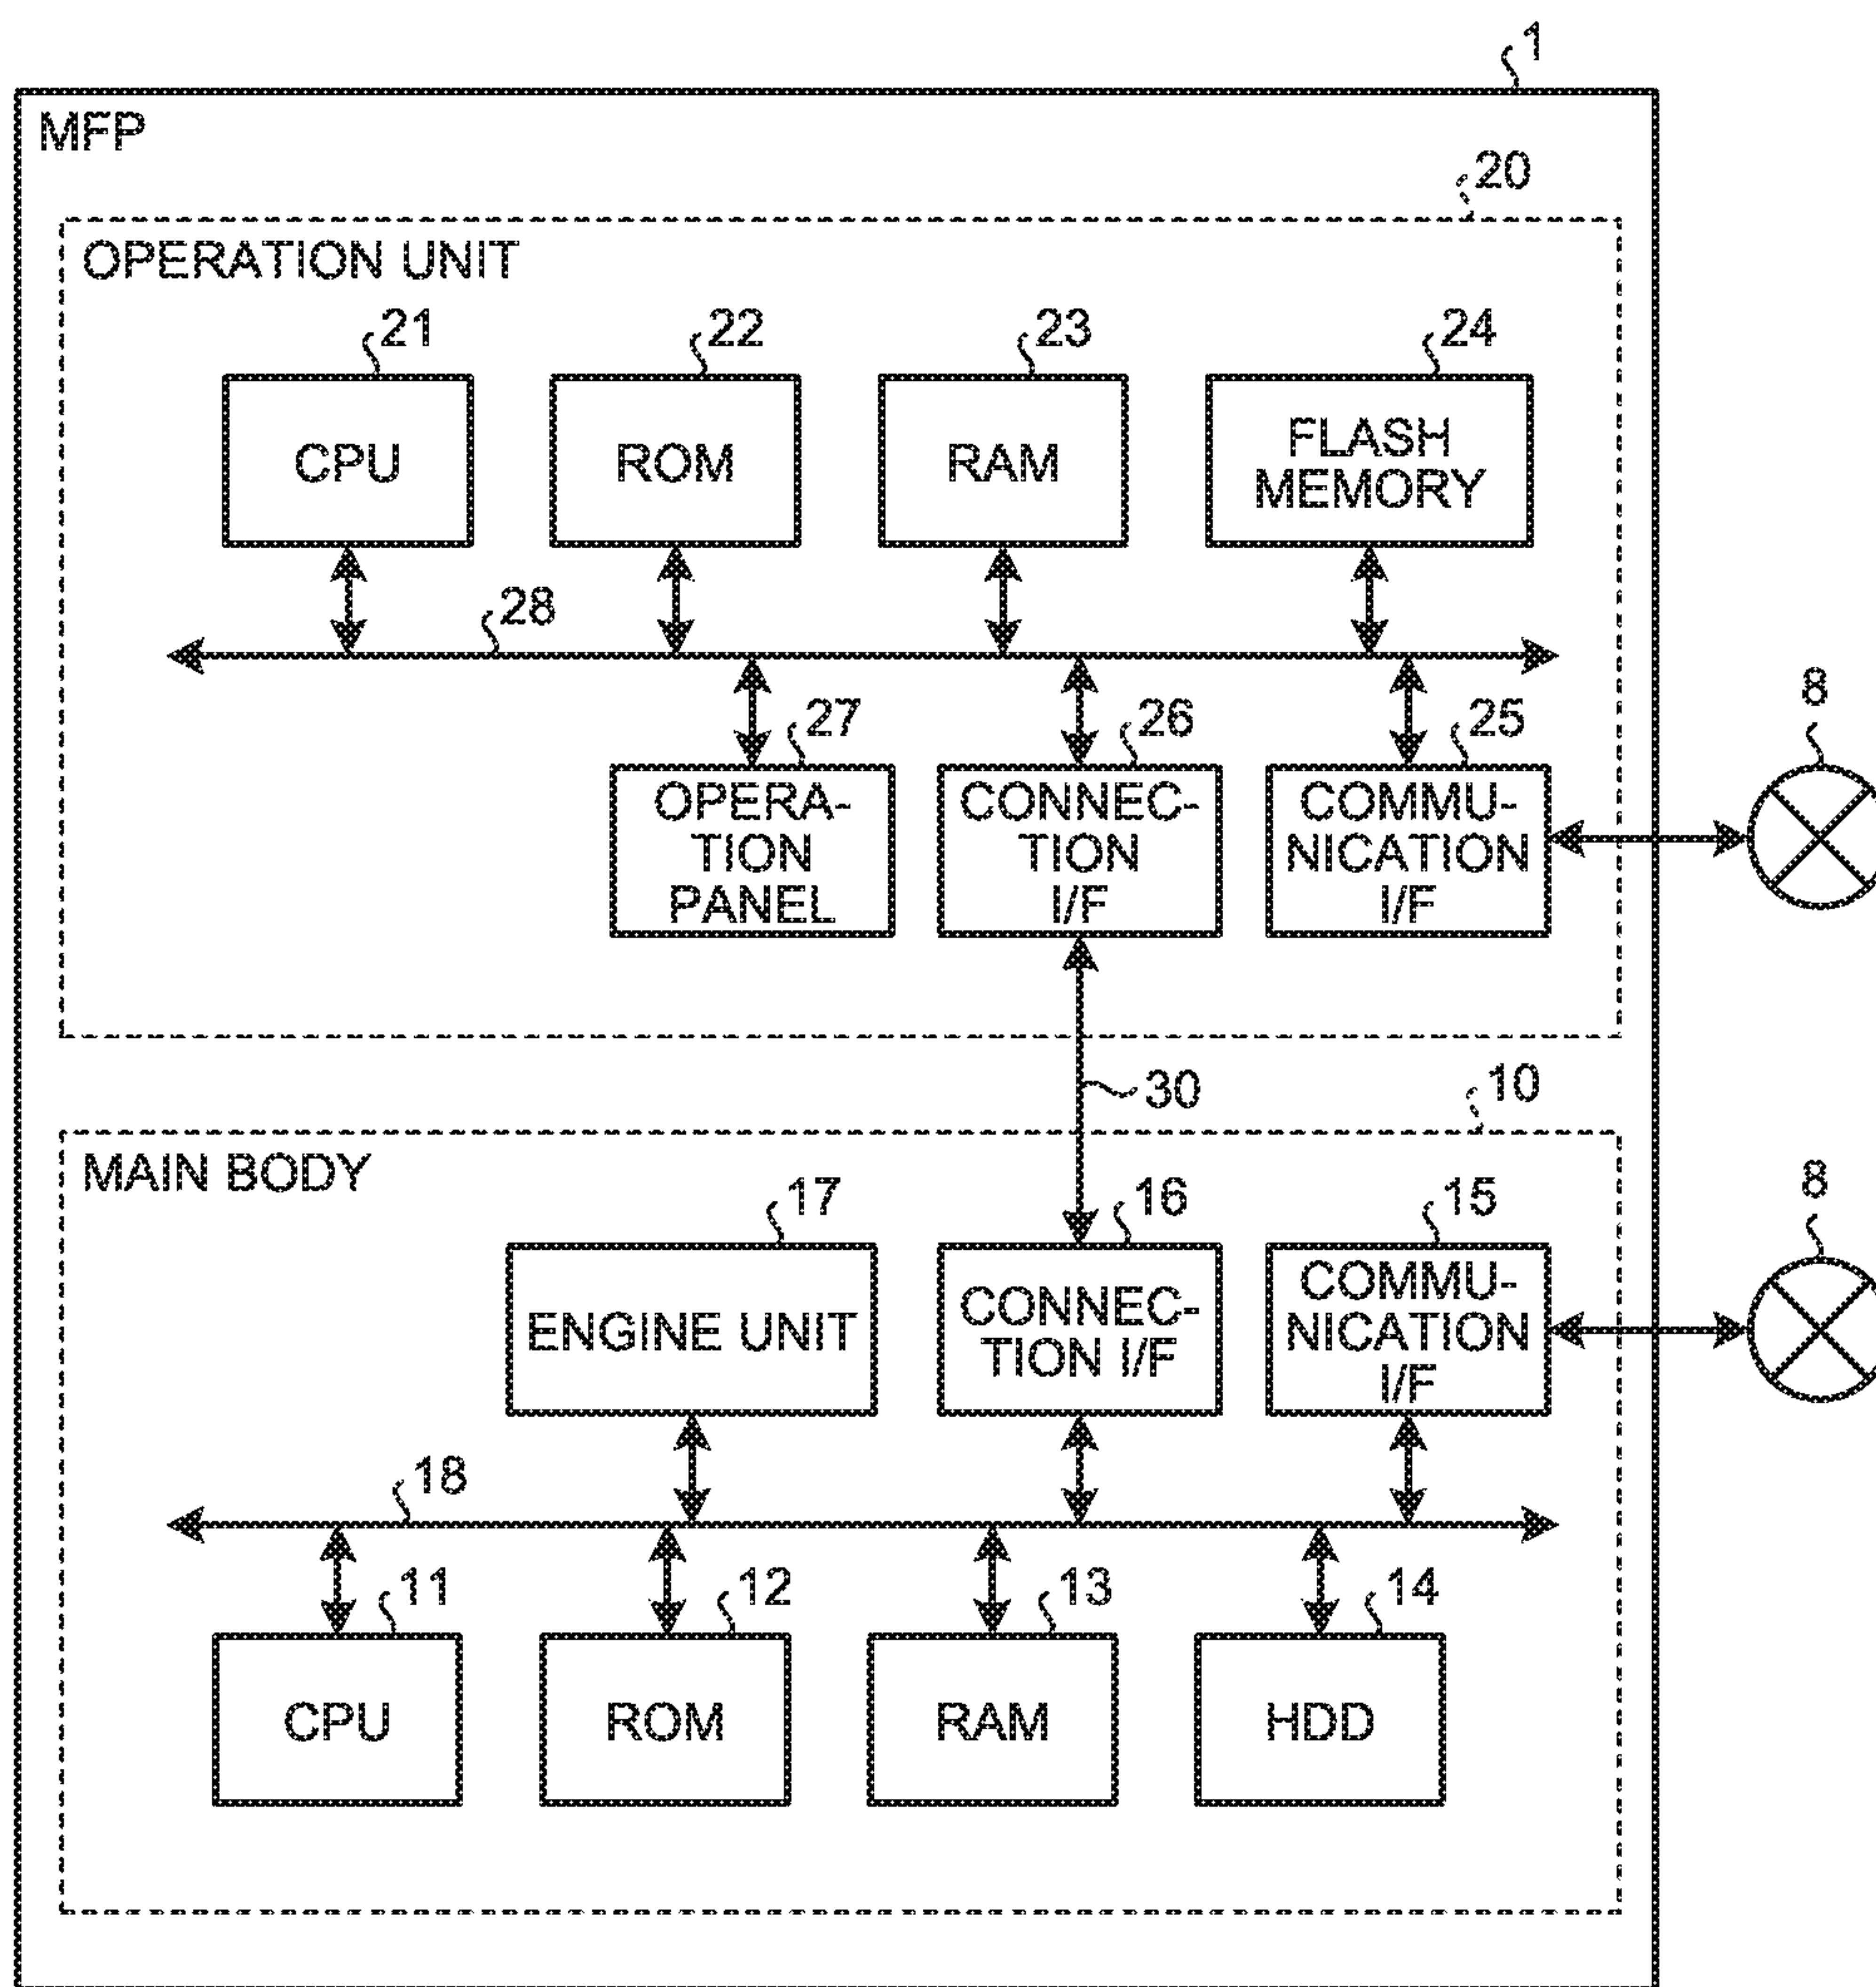 1
MFP
20
OPERATION UNIT
21
22
23
24
CPU
ROM
RAM
FLASH
MEMORY
28
27
26
25
8
OPERA-
TION
PANEL
CONNEC-
TION
I/F
COMMU-
NICATION
I/F
30
10
MAIN BODY
17
16
15
8
ENGINE UNIT
CONNEC-
TION I/F
COMMU-
NICATION
I/F
18
11
12
13
14
CPU
ROM
RAM
HDD